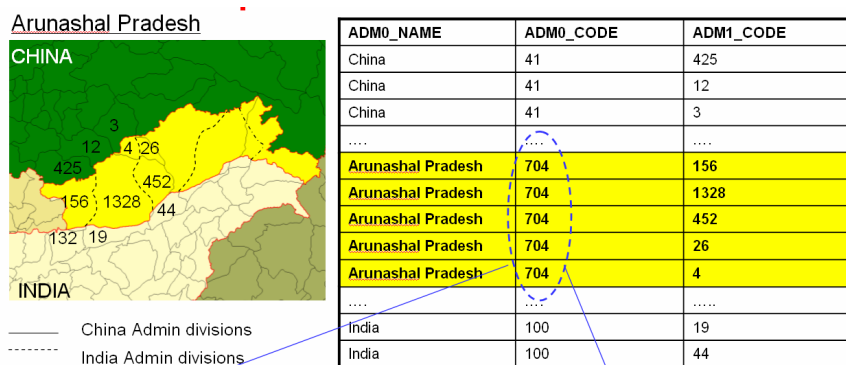 Arunashal Pradesh
CHINA
3
12
4 26
425
452
156 1328
44
132 19
INDIA
China Admin divisions
India Admin divisions
ADM0_NAME ADM0_CODE ADM1_CODE
China 41 425
China 41 12
China 41 3
.... .... ....
Arunashal Pradesh 704 156
Arunashal Pradesh 704 1328
Arunashal Pradesh 704 452
Arunashal Pradesh 704 26
Arunashal Pradesh 704 4
.... .... .....
India 100 19
India 100 44